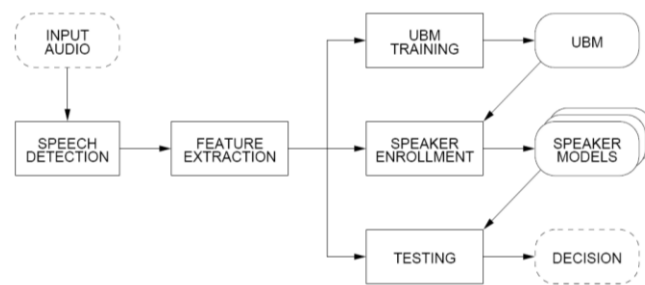 INPUT
AUDIO
UBM
TRAINING
UBM
SPEECH
DETECTION
FEATURE
EXTRACTION
SPEAKER
ENROLLMENT
SPEAKER
MODELS
TESTING
DECISION